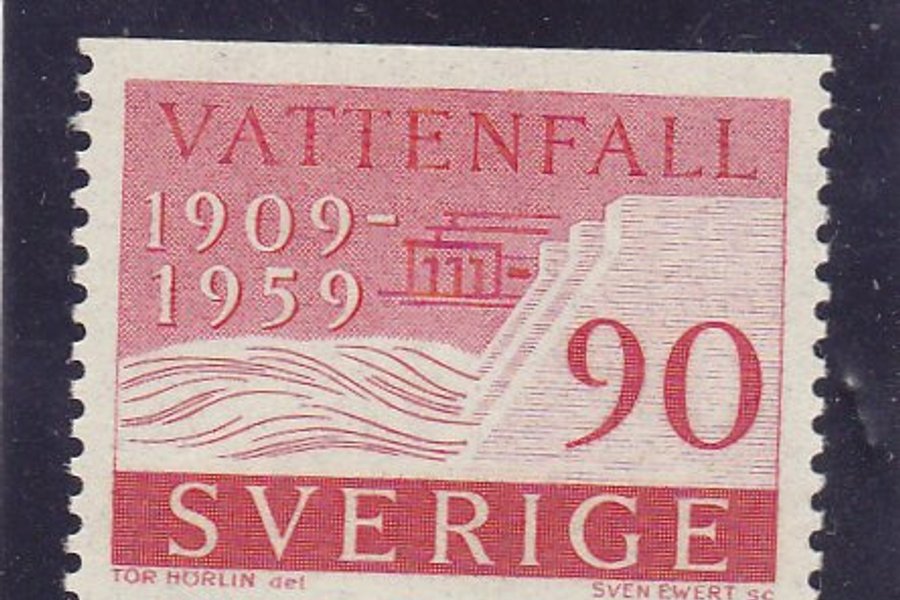 VATTENFALL
1909-
1959
90
SVERIGE
TOR HÖRLIN del
SVEN EWERT sc